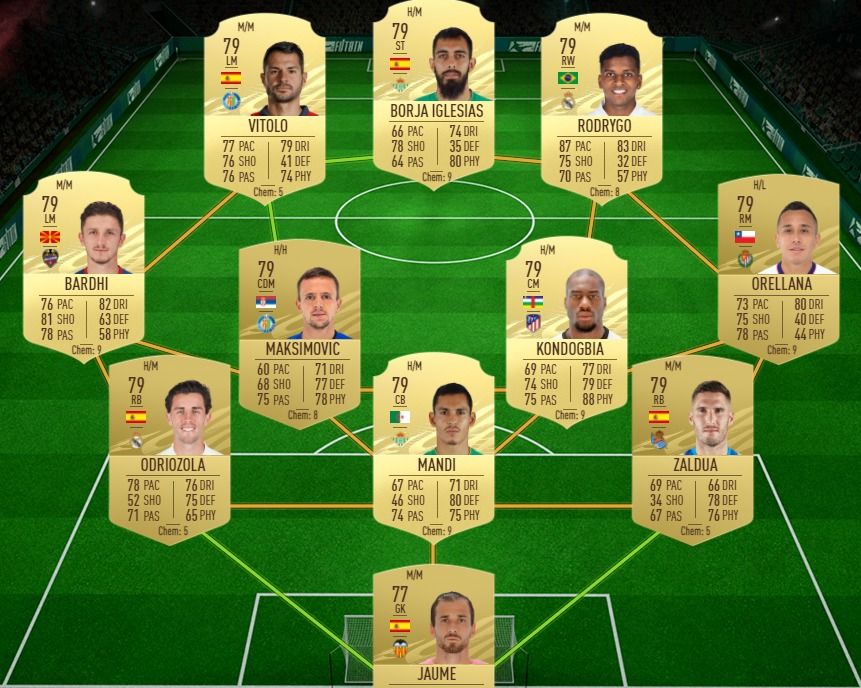 M/M
79
LM
VITOLO
77 PAC 79 DRI
76 SHO 41 DEF
76 PAS 74 PHY
Chem: 5
79
ST
BORJA IGLESIAS
66 PAC 74 DRI
78 SHO 35 DEF
64 PAS 80 PHY
Chem: 9
M/M
79
RW
RODRYGO
87 PAC 83 DRI
75 SHO 32 DEF
70 PAS 57 PHY
Chem: 8
M/M
79
LM
BARDHI
76 PAC 82 DRI
81 SHO 63 DEF
78 PAS 58 PHY
Chem: 9
H/H
79
CDM
MAKSIMOVIC
60 PAC 71 DRI
68 SHO 77 DEF
75 PAS 78 PHY
Chem: 8
H/M
79
CM
KONDOGBIA
69 PAC 77 DRI
74 SHO 79 DEF
75 PAS 88 PHY
Chem: 9
H/L
79
RM
ORELLANA
73 PAC 80 DRI
75 SHO 40 DEF
78 PAS 44 PHY
Chem: 9
H/M
79
RB
ODRIOZOLA
78 PAC 76 DRI
52 SHO 75 DEF
71 PAS 65 PHY
Chem: 5
H/M
79
CB
MANDI
67 PAC 71 DRI
46 SHO 80 DEF
74 PAS 75 PHY
Chem: 9
M/M
79
RB
ZALDUA
69 PAC 66 DRI
34 SHO 78 DEF
67 PAS 76 PHY
Chem: 5
M/M
77
GK
JAUME